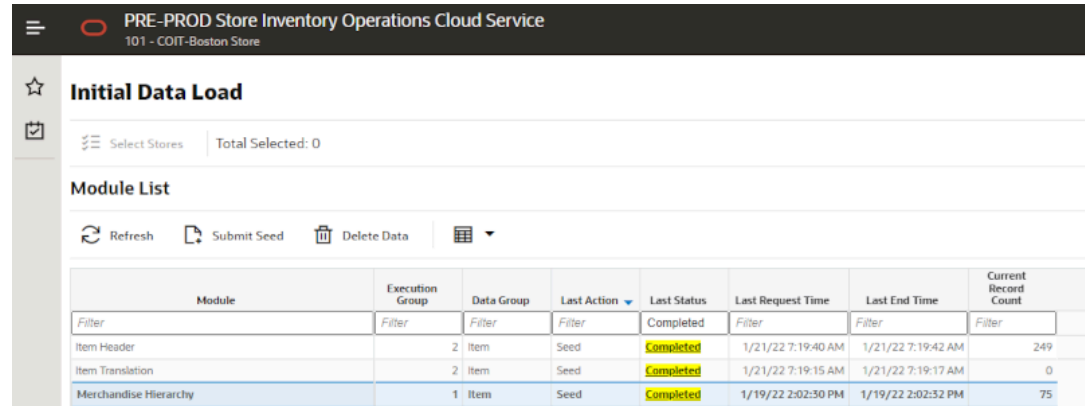 PRE-PROD Store Inventory Operations Cloud Service
101 - COIT-Boston Store
Initial Data Load
Select Stores Total Selected: 0
Module List
Refresh Submit Seed Delete Data
Module Execution Group Data Group Last Action Last Status Last Request Time Last End Time Current Record Count
Filter Filter Filter Filter Completed Filter Filter Filter
Item Header 2 Item Seed Completed 1/21/22 7:19:40 AM 1/21/22 7:19:42 AM 249
Item Translation 2 Item Seed Completed 1/21/22 7:19:15 AM 1/21/22 7:19:17 AM 0
Merchandise Hierarchy 1 Item Seed Completed 1/19/22 2:02:30 PM 1/19/22 2:02:32 PM 75